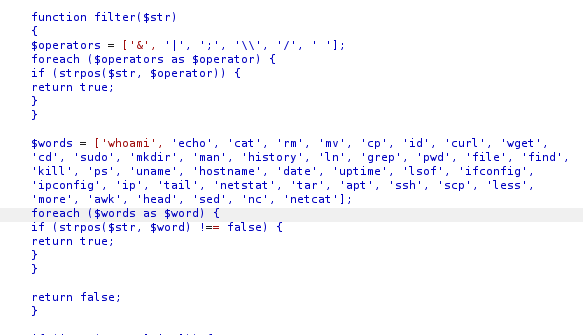 function filter($str)
{
$operators = ['&', '|', ';', '\\', '/', ' '];
foreach ($operators as $operator) {
if (strpos($str, $operator)) {
return true;
}
}
$words = ['whoami', 'echo', 'cat', 'rm', 'mv', 'cp', 'id', 'curl', 'wget',
'cd', 'sudo', 'mkdir', 'man', 'history', 'ln', 'grep', 'pwd', 'file', 'find',
'kill', 'ps', 'uname', 'hostname', 'date', 'uptime', 'lsof', 'ifconfig',
'ipconfig', 'ip', 'tail', 'netstat', 'tar', 'apt', 'ssh', 'scp', 'less',
'more', 'awk', 'head', 'sed', 'nc', 'netcat'];
foreach ($words as $word) {
if (strpos($str, $word) !== false) {
return true;
}
}
return false;
}